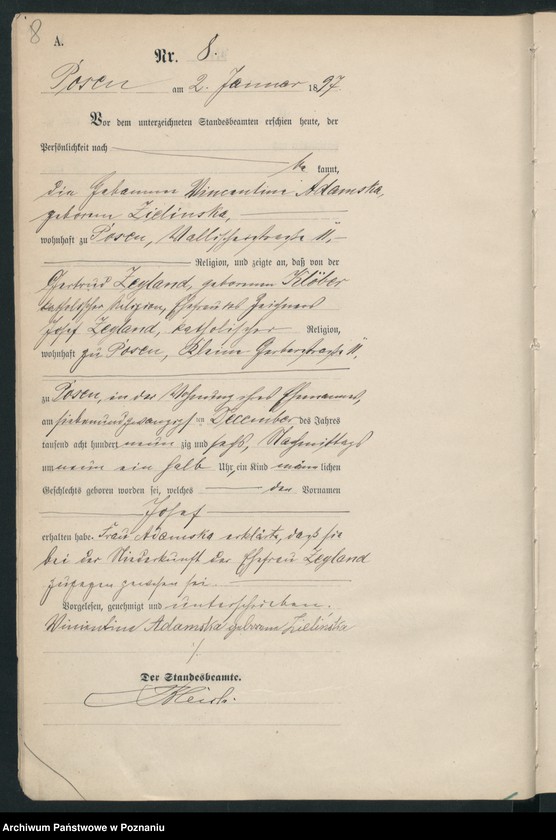 8
A.
Nr. 8.
Posen am 2. Januar 1897
Vor dem unterzeichneten Standesbeamten erschien heute, der
Persönlichkeit nach
be kannt,
die Hebamme Vincentine Adamska,
geborene Zielinska,
wohnhaft zu Posen, Wallischeistraße 11,
Religion, und zeigte an, daß von der
Gertrud Zegland, geborenen Klöber
katholischer Religion, Ehefrau des Zeichners
Josef Zegland, katholischer Religion,
wohnhaft zu Posen, Kleine Gerberstraße 11,
zu Posen, in der Wohnung ihres Ehemannes,
am siebenundzwanzigsten December des Jahres
tausend acht hundert neun zig und sechs, Nachmittags
um neun ein halb Uhr, ein Kind männlichen
Geschlechts geboren worden sei, welches den Vornamen
Josef
erhalten habe. Frau Adamska erklärte, daß sie
bei der Niederkunft der Ehefrau Zegland
zugegen gewesen sei.
Vorgelesen, genehmigt und unterschrieben.
Vincentine Adamska geborene Zielinska
Der Standesbeamte.
Archiwum Państwowe w Poznaniu